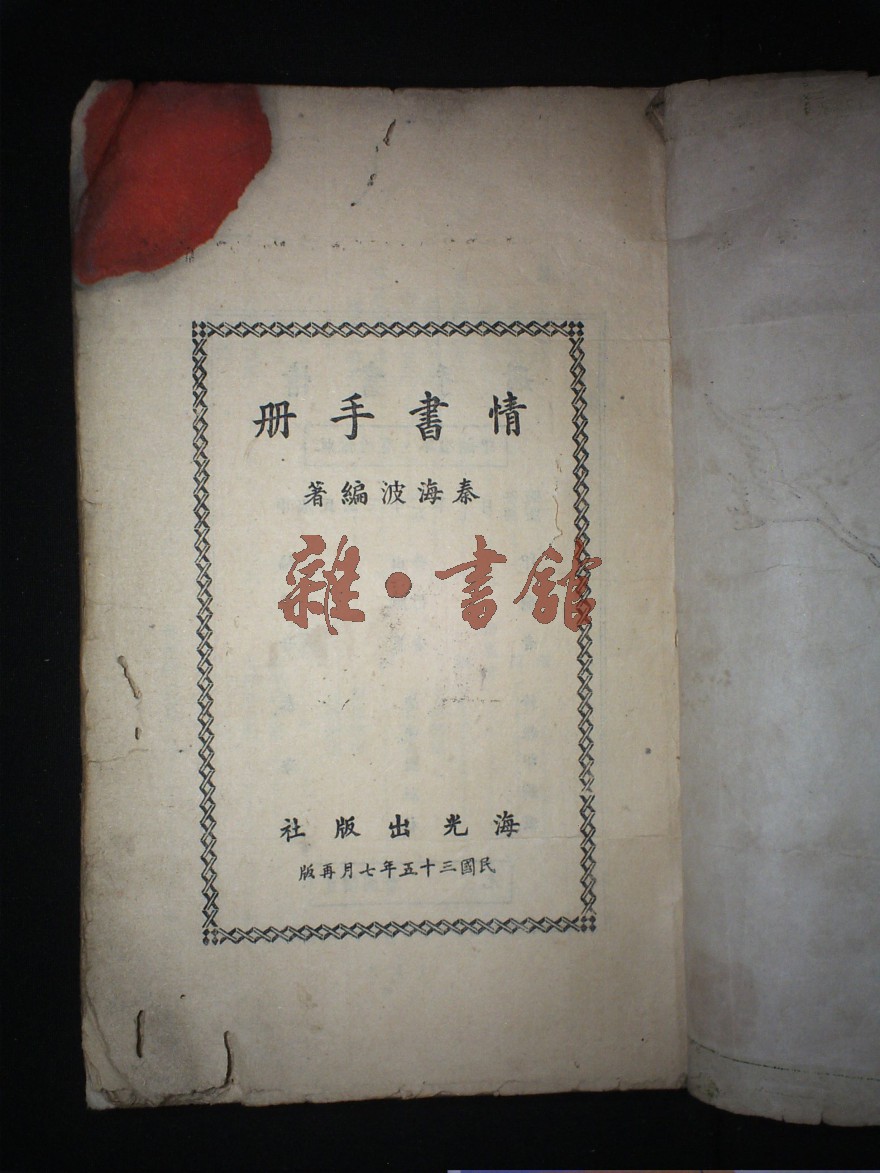 情書手册
秦海波編著
雜·書館
海光出版社
民國三十五年七月再版